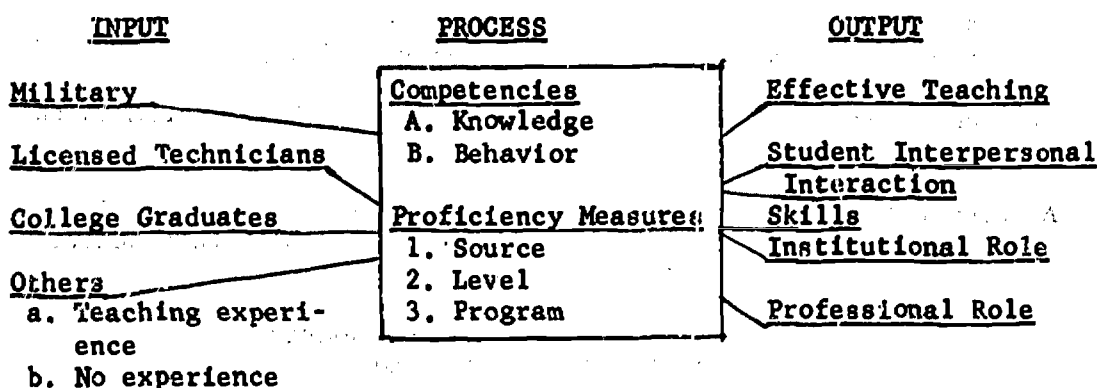 INPUT
PROCESS
OUTPUT
Military
Licensed Technicians
College Graduates
Others
a. Teaching experi-
ence
b. No experience
Competencies
A. Knowledge
B. Behavior
Proficiency Measures
1. Source
2. Level
3. Program
Effective Teaching
Student Interpersonal
Interaction
Skills
Institutional Role
Professional Role